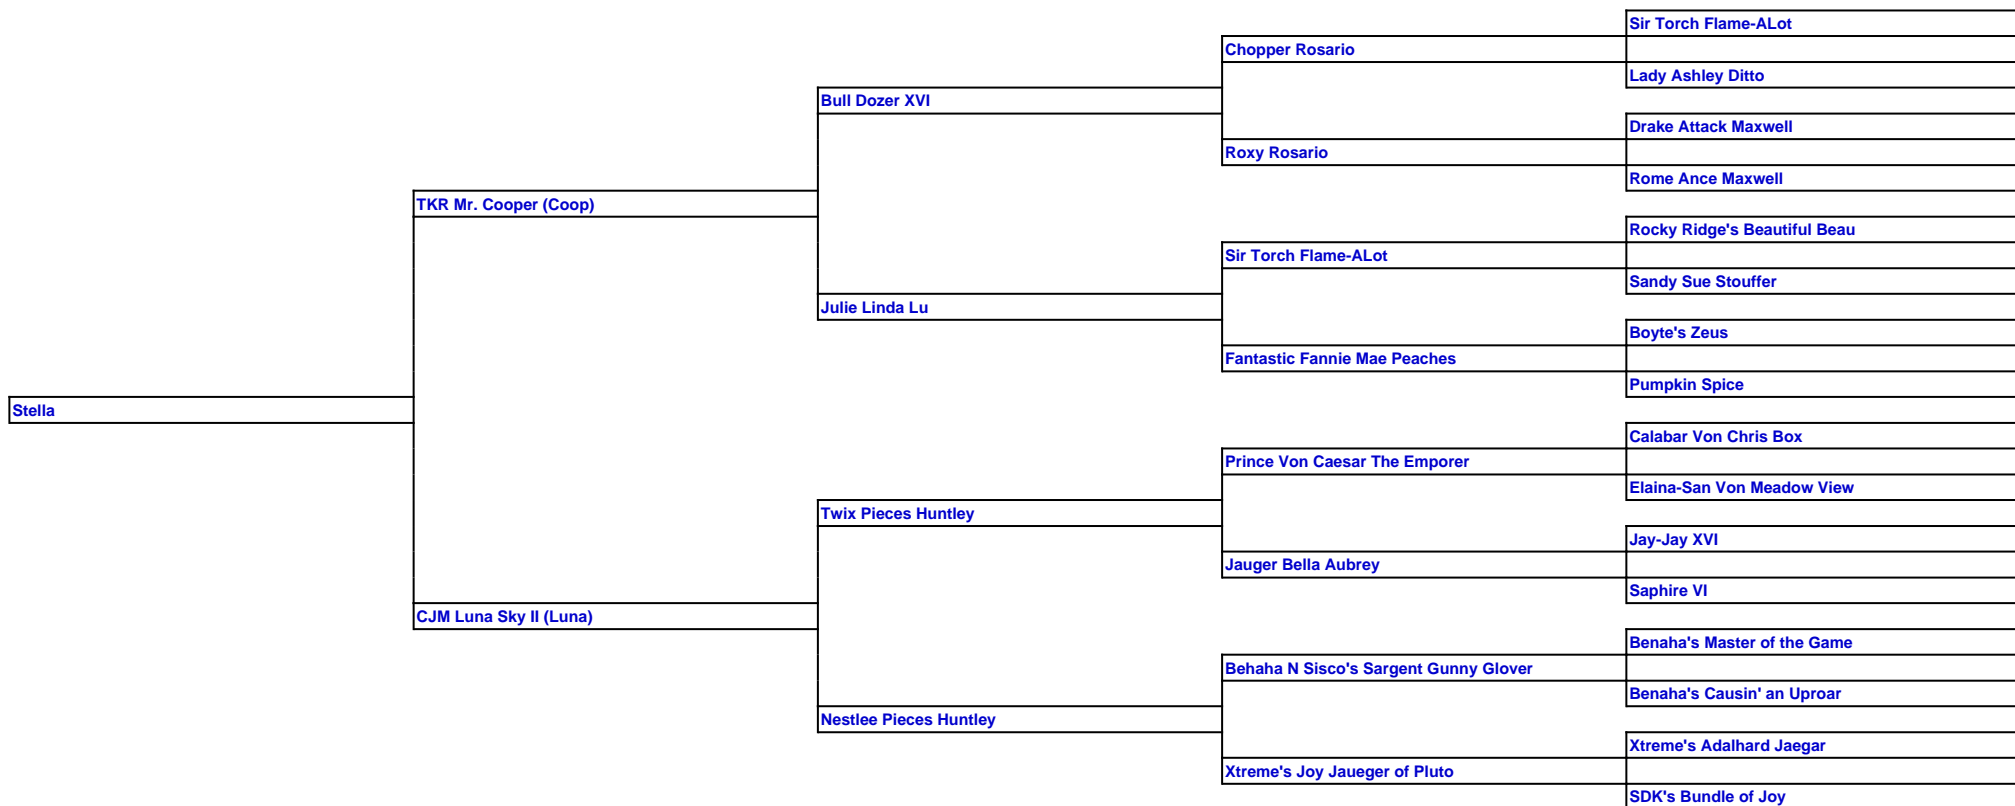 Sir Torch Flame-ALot
Chopper Rosario
Lady Ashley Ditto
Bull Dozer XVI
Drake Attack Maxwell
Roxy Rosario
Rome Ance Maxwell
TKR Mr. Cooper (Coop)
Rocky Ridge's Beautiful Beau
Sir Torch Flame-ALot
Sandy Sue Stouffer
Julie Linda Lu
Boyte's Zeus
Fantastic Fannie Mae Peaches
Pumpkin Spice
Stella
Calabar Von Chris Box
Prince Von Caesar The Emporer
Elaina-San Von Meadow View
Twix Pieces Huntley
Jay-Jay XVI
Jauger Bella Aubrey
Saphire VI
CJM Luna Sky II (Luna)
Benaha's Master of the Game
Behaha N Sisco's Sargent Gunny Glover
Benaha's Causin' an Uproar
Nestlee Pieces Huntley
Xtreme's Adalhard Jaegar
Xtreme's Joy Jaueger of Pluto
SDK's Bundle of Joy